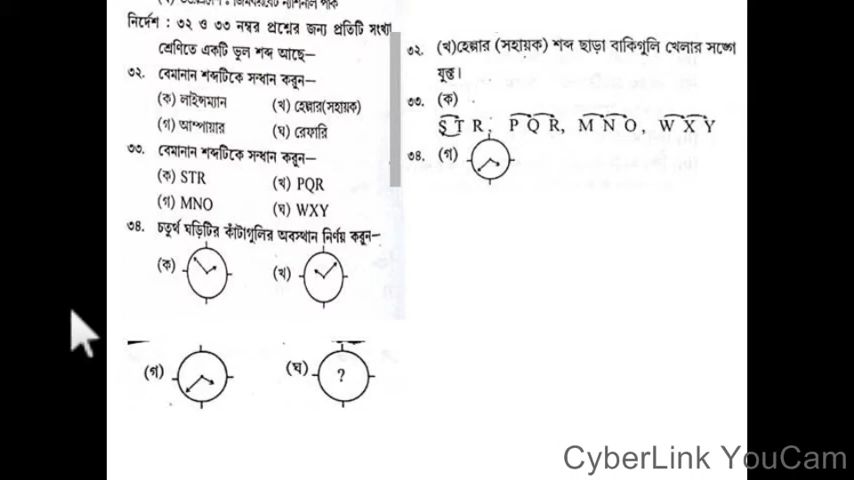 নির্দেশ : ৩২ ও ৩৩ নম্বর প্রশ্নের জন্য প্রতিটি সংখ্যা
শ্রেণিতে একটি ভুল শব্দ আছে—
৩২. বেমানান শব্দটিকে সন্ধান করুন—
(ক) লাইন্সম্যান (খ) হেল্পার(সহায়ক)
(গ) আম্পায়ার (ঘ) রেফারি
৩৩. বেমানান শব্দটিকে সন্ধান করুন—
(ক) STR (খ) PQR
(গ) MNO (ঘ) WXY
৩৪. চতুর্থ ঘড়িটির কাঁটাগুলির অবস্থান নির্ণয় করুন—
(ক) (খ)
(গ) (ঘ) ?
৩২. (খ)হেল্পার (সহায়ক) শব্দ ছাড়া বাকিগুলি খেলার সঙ্গে
যুক্ত।
৩৩. (ক)
S T R, P Q R, M N O, W X Y
৩৪. (গ)
CyberLink YouCam